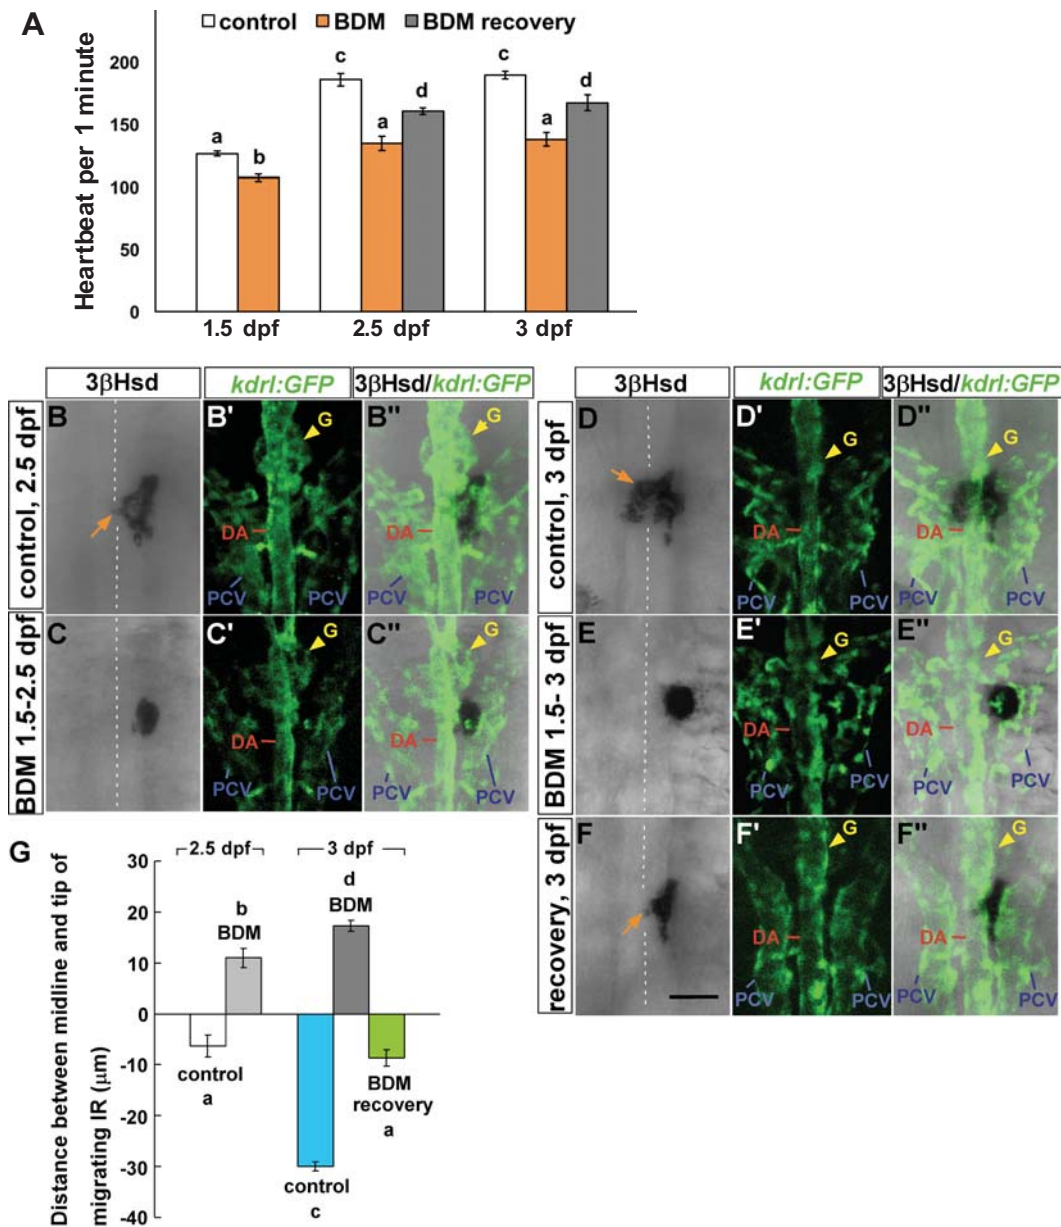 A
control BDM BDM recovery
Heartbeat per 1 minute
200
150
100
50
0
a
b
c
a
d
c
a
d
1.5 dpf
2.5 dpf
3 dpf
3βHsd
kdrl:GFP
3βHsd/kdrl:GFP
control, 2.5 dpf
B
B'
G
DA
PCV
PCV
B"
G
DA
PCV
PCV
BDM 1.5-2.5 dpf
C
C'
G
DA
PCV
PCV
C"
G
DA
PCV
PCV
3βHsd
kdrl:GFP
3βHsd/kdrl:GFP
control, 3 dpf
D
D'
G
DA
PCV
PCV
D"
G
DA
PCV
PCV
BDM 1.5- 3 dpf
E
E'
G
DA
PCV
PCV
E"
G
DA
PCV
PCV
recovery, 3 dpf
F
F'
G
DA
PCV
PCV
F"
G
DA
PCV
PCV
G
Distance between midline and tip of
migrating IR (μm)
30
20
10
0
-10
-20
-30
-40
2.5 dpf
3 dpf
b
BDM
control
a
d
BDM
control
c
BDM
recovery
a